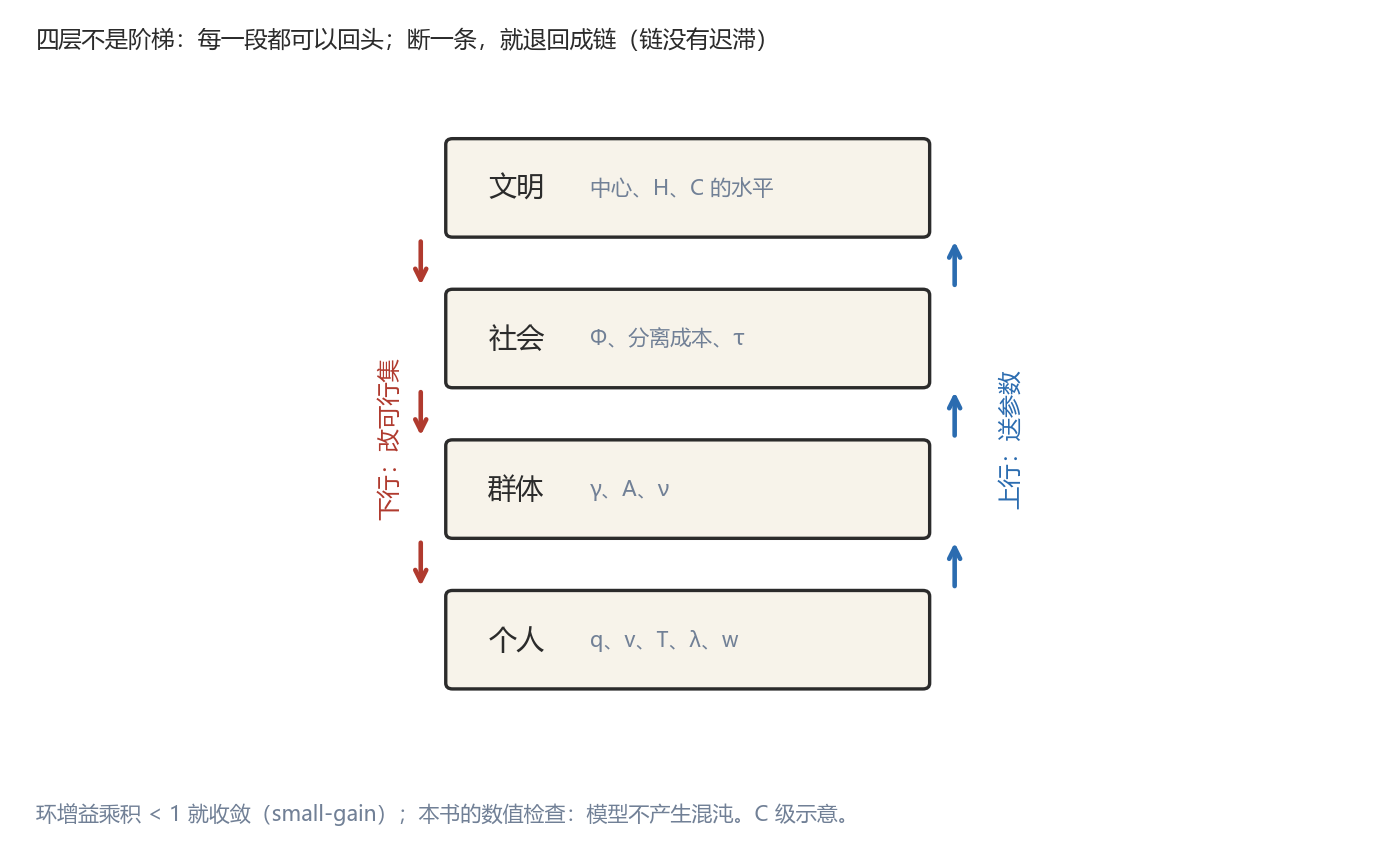 四层不是阶梯：每一段都可以回头；断一条，就退回成链（链没有迟滞）
文明 中心、H、C 的水平
社会 Φ、分离成本、τ
下行：改可行集
上行：送参数
群体 γ、A、ν
个人 q、v、T、λ、w
环增益乘积 < 1 就收敛（small-gain）；本书的数值检查：模型不产生混沌。C 级示意。